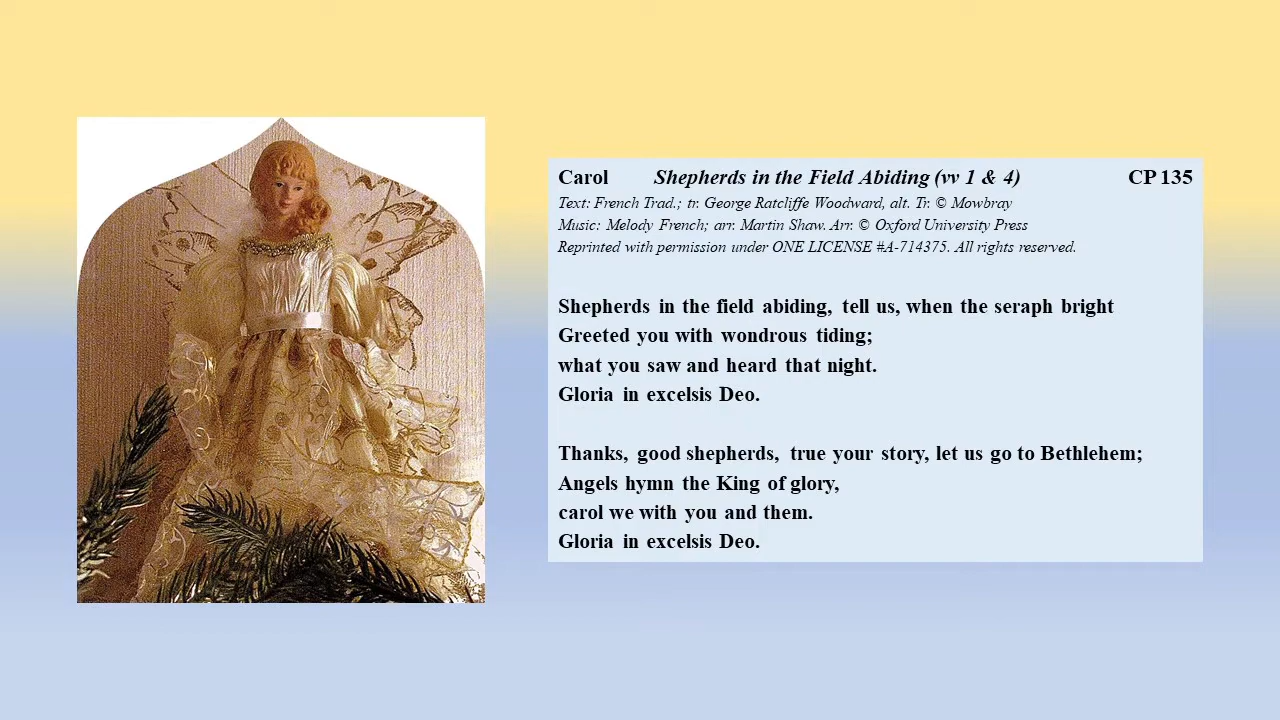 Carol Shepherds in the Field Abiding (vv 1 & 4) CP 135
Text: French Trad.; tr. George Ratcliffe Woodward, alt. Tr. © Mowbray
Music: Melody French; arr. Martin Shaw. Arr. © Oxford University Press
Reprinted with permission under ONE LICENSE #A-714375. All rights reserved.
Shepherds in the field abiding, tell us, when the seraph bright
Greeted you with wondrous tiding;
what you saw and heard that night.
Gloria in excelsis Deo.
Thanks, good shepherds, true your story, let us go to Bethlehem;
Angels hymn the King of glory,
carol we with you and them.
Gloria in excelsis Deo.